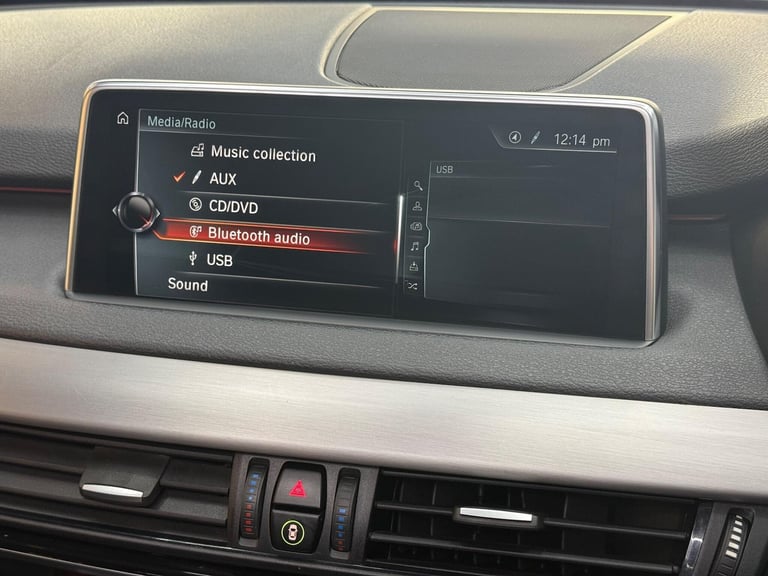 Media/Radio
12:14 pm
Music collection
AUX
USB
CD/DVD
Bluetooth audio
USB
Sound